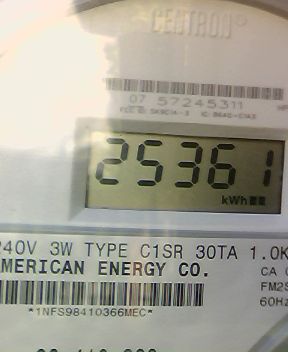 CENTRON®
07 57245311
25361
kWh
240V 3W TYPE C1SR 30TA 1.0K
AMERICAN ENERGY CO.
CA
FM2S
60Hz
*1NFS98410366MEC*